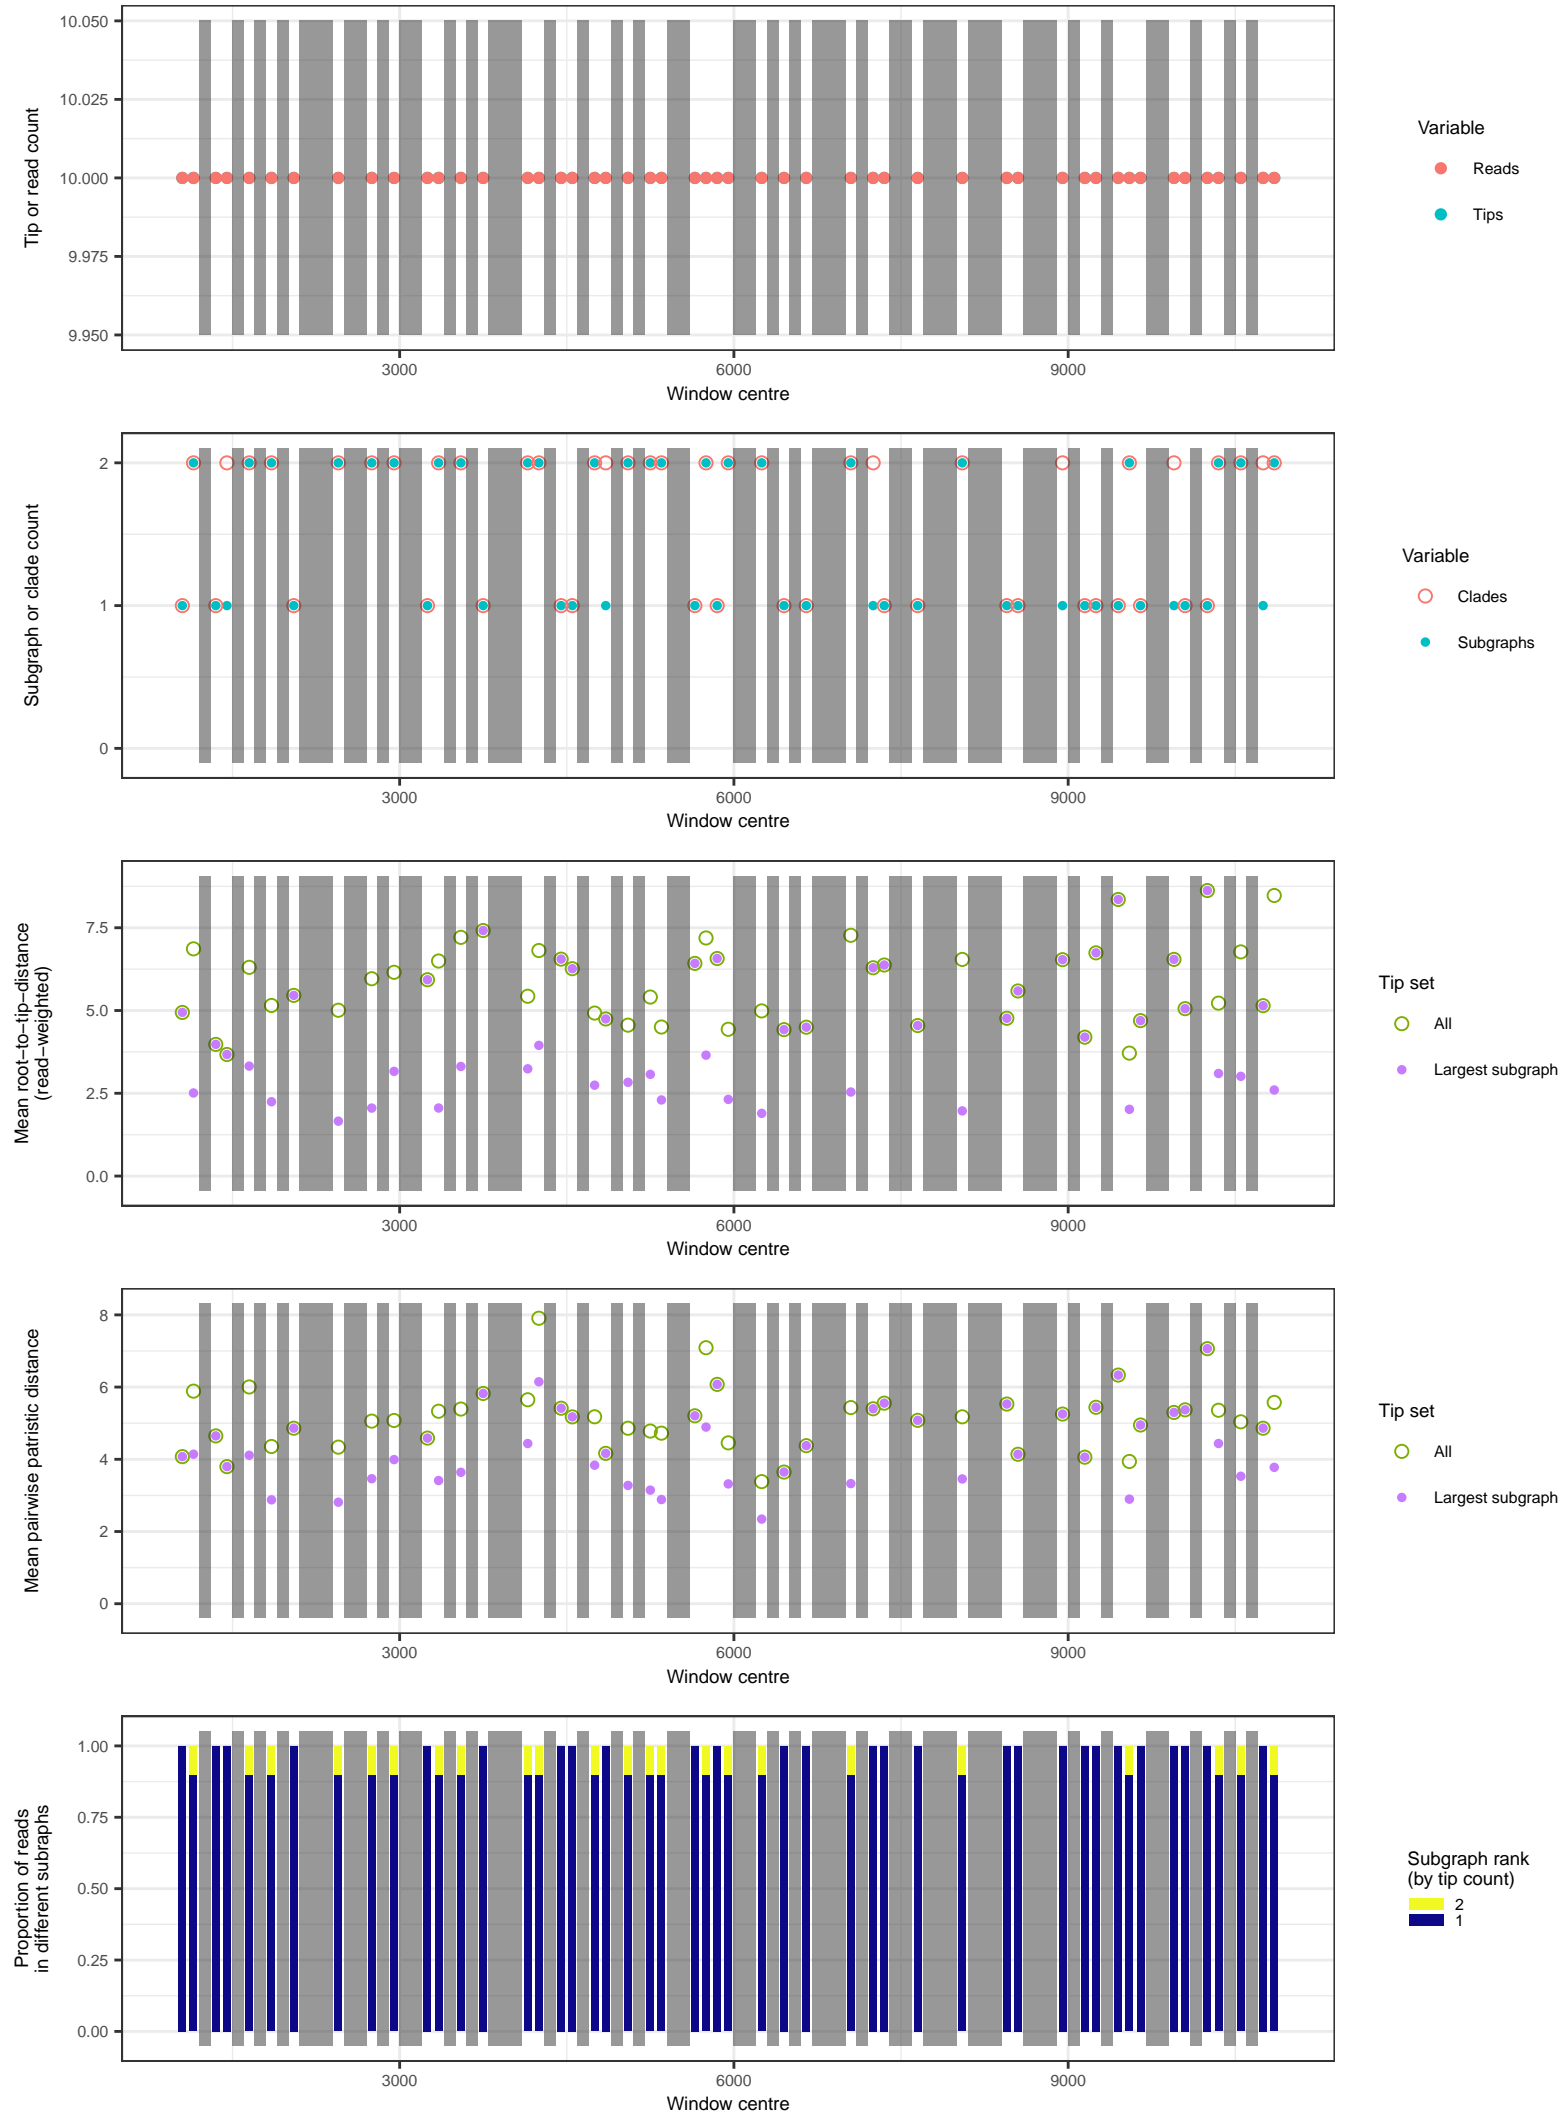 10.050
10.025
10.000
9.975
9.950
Tip or read count
3000 6000 9000
Window centre
Variable
Reads
Tips
2
1
0
Subgraph or clade count
3000 6000 9000
Window centre
Variable
Clades
Subgraphs
7.5
5.0
2.5
0.0
Mean root−to−tip−distance
(read−weighted)
3000 6000 9000
Window centre
Tip set
All
Largest subgraph
8
6
4
2
0
Mean pairwise patristic distance
3000 6000 9000
Window centre
Tip set
All
Largest subgraph
1.00
0.75
0.50
0.25
0.00
Proportion of reads
in different subraphs
3000 6000 9000
Window centre
Subgraph rank
(by tip count)
2
1